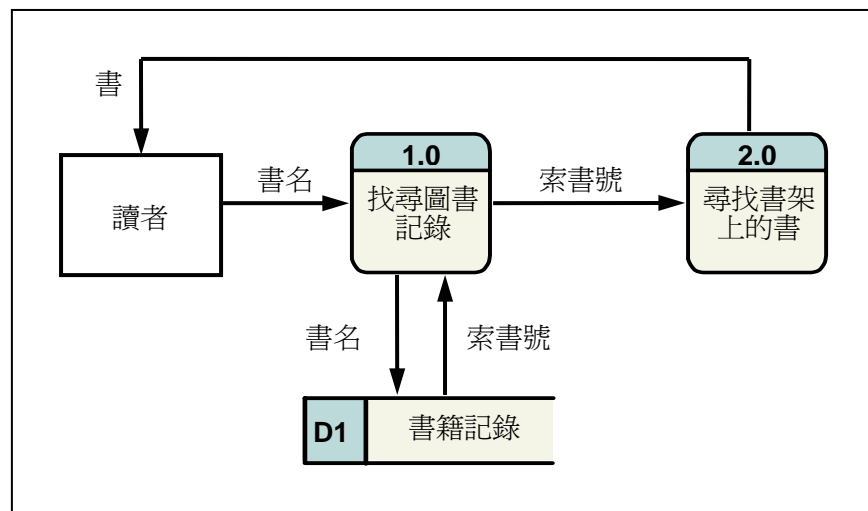 書
讀者
書名
1.0
找尋圖書
記錄
索書號
2.0
尋找書架
上的書
書名
索書號
D1
書籍記錄